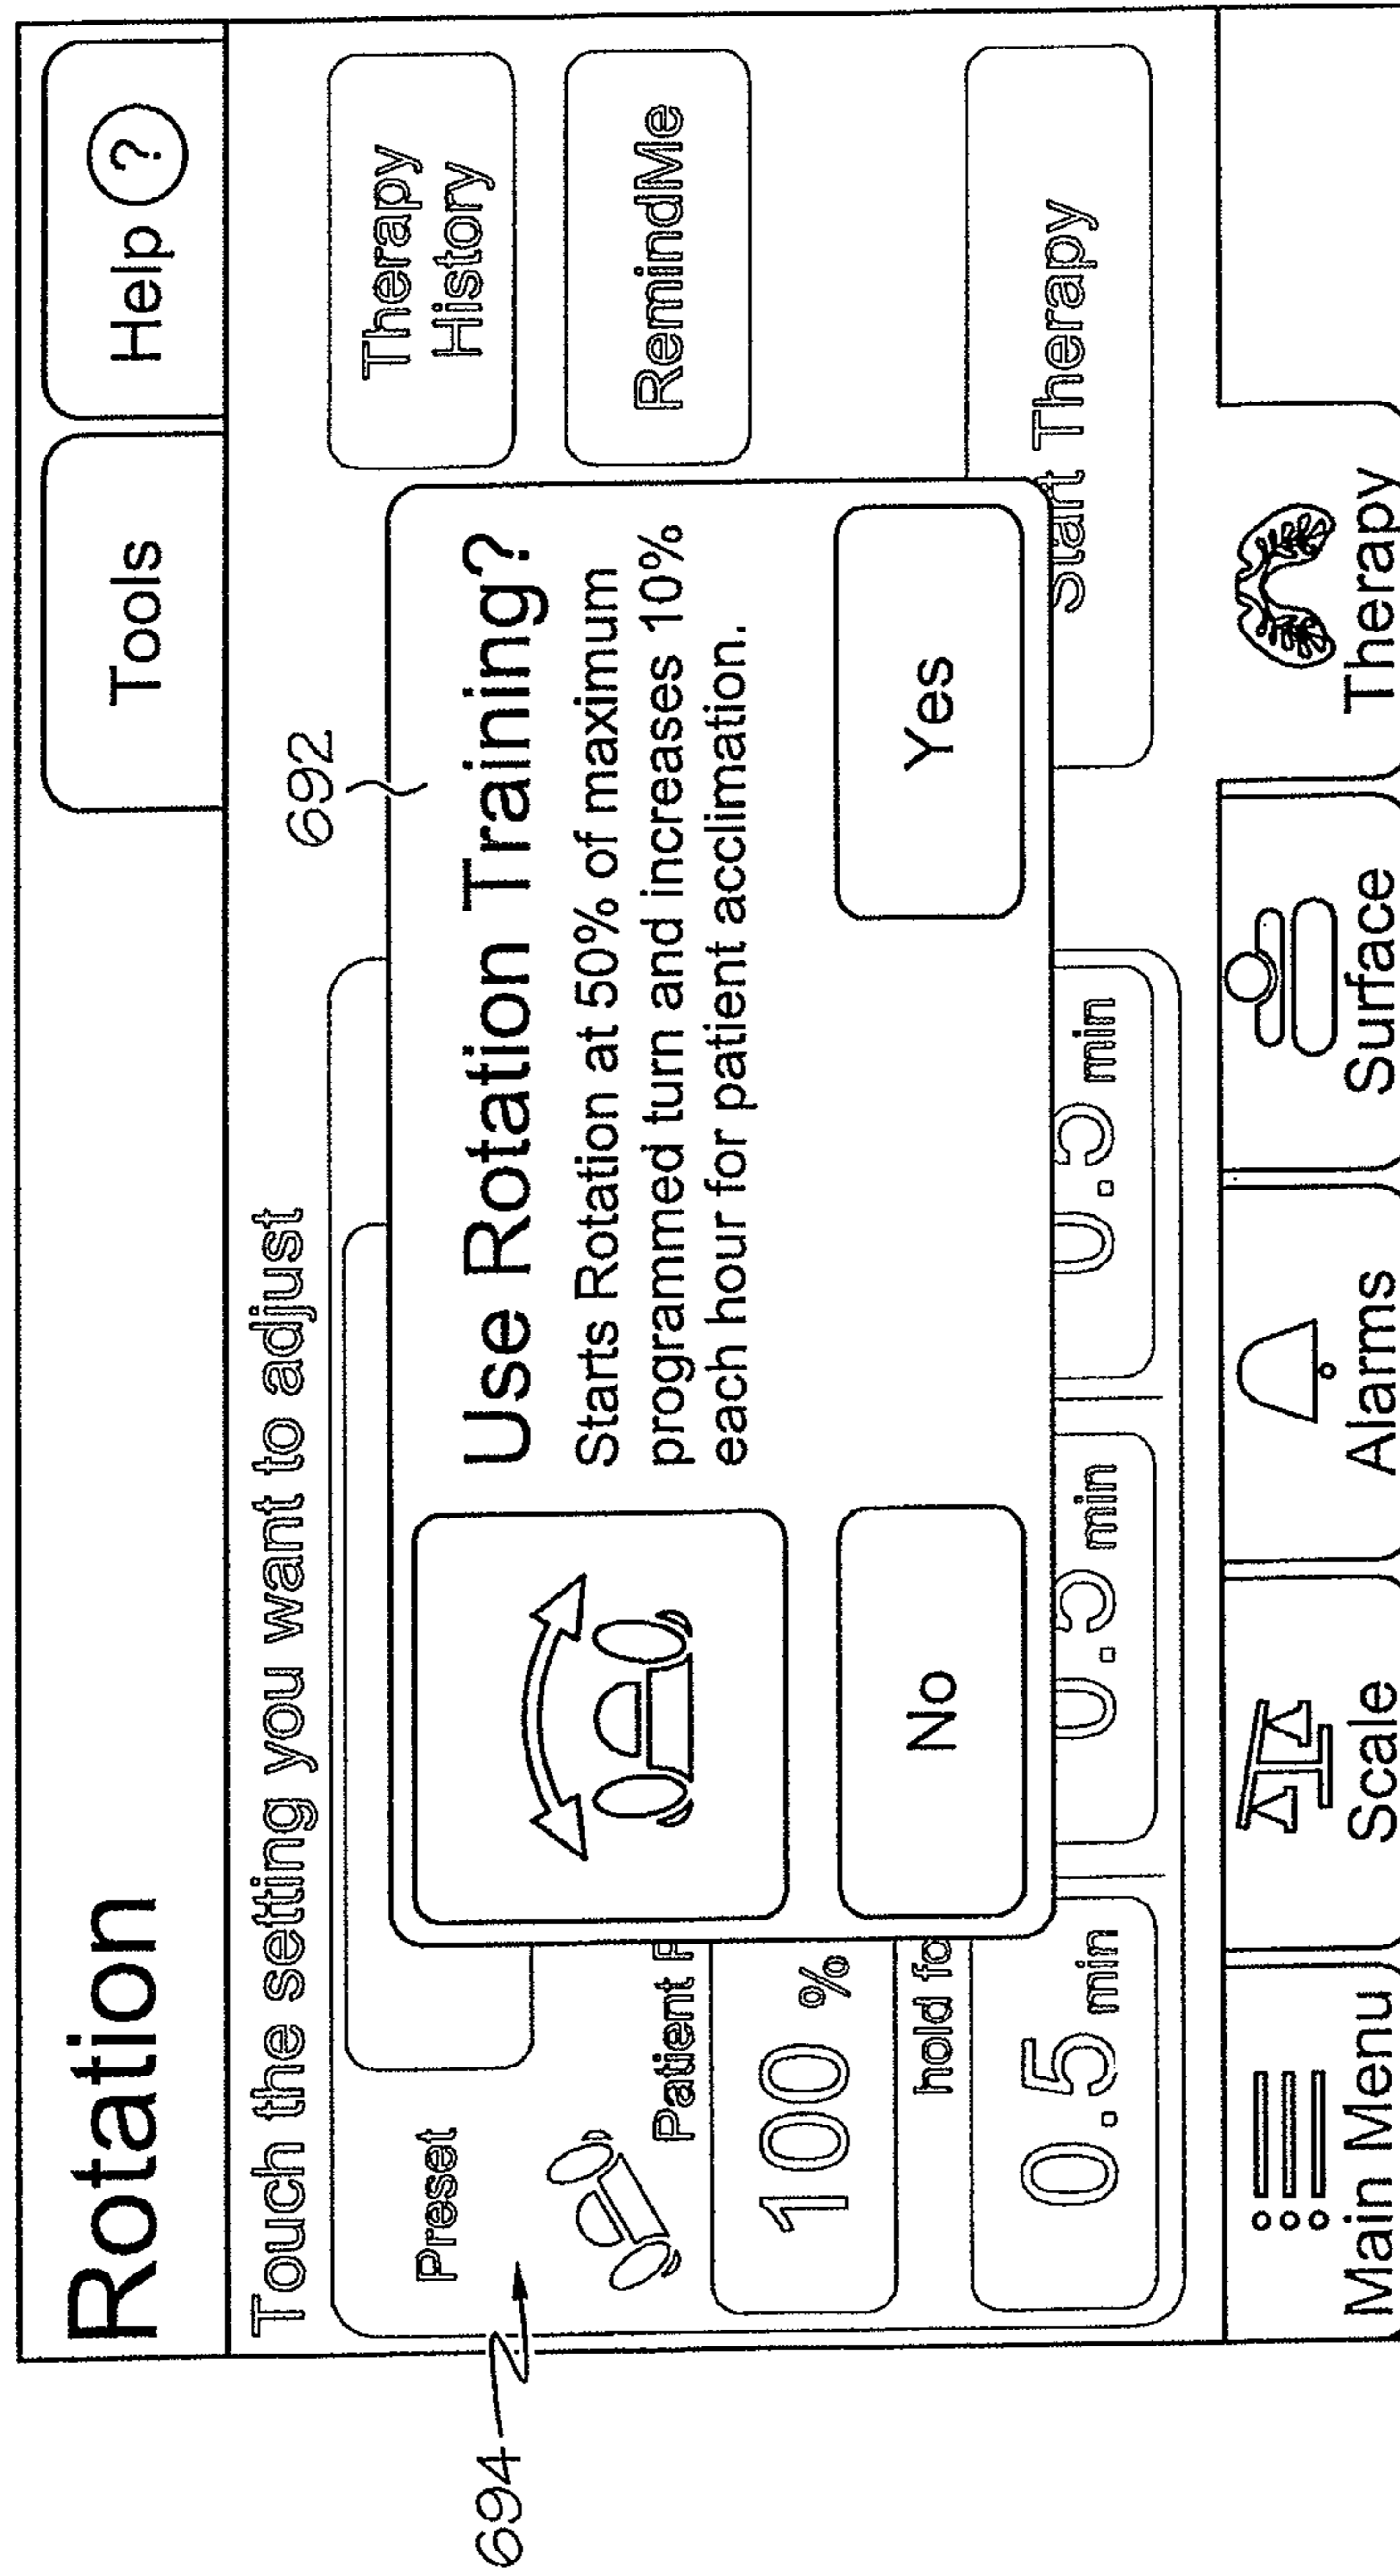 Rotation
Tools
Help ?
Touch the setting you want to adjust
692
694
Preset
Therapy
History
RemindMe
Use Rotation Training?
Starts Rotation at 50% of maximum
programmed turn and increases 10%
each hour for patient acclimation.
No
Yes
Patient
100 %
hold
0.5 min
0.5 min
0.5 min
Start Therapy
Main Menu
Scale
Alarms
Surface
Therapy